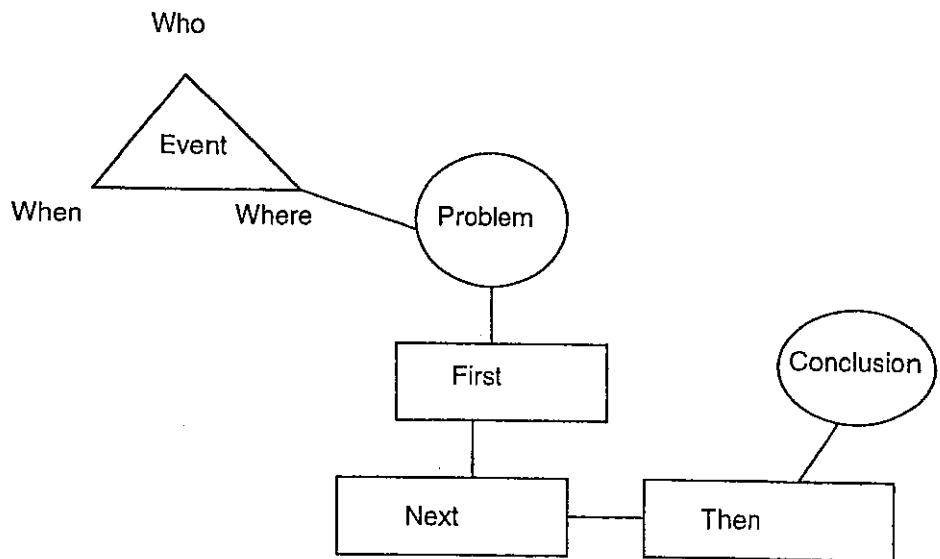 Who
Event
When
Where
Problem
First
Conclusion
Next
Then